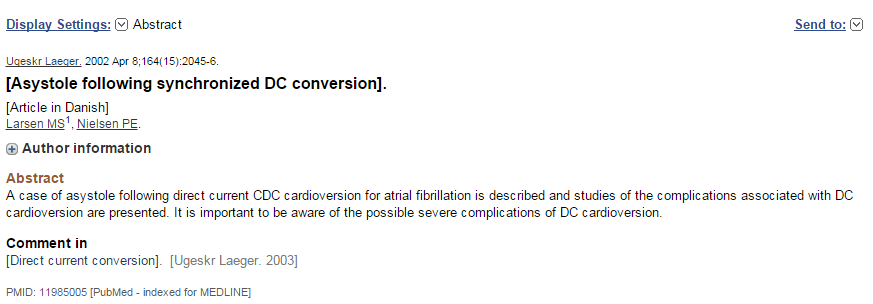 Display Settings: Abstract Send to:
Ugeskr Laeger. 2002 Apr 8;164(15):2045-6.
[Asystole following synchronized DC conversion].
[Article in Danish]
Larsen MS1, Nielsen PE.
Author information
Abstract
A case of asystole following direct current CDC cardioversion for atrial fibrillation is described and studies of the complications associated with DC
cardioversion are presented. It is important to be aware of the possible severe complications of DC cardioversion.
Comment in
[Direct current conversion]. [Ugeskr Laeger. 2003]
PMID: 11985005 [PubMed - indexed for MEDLINE]